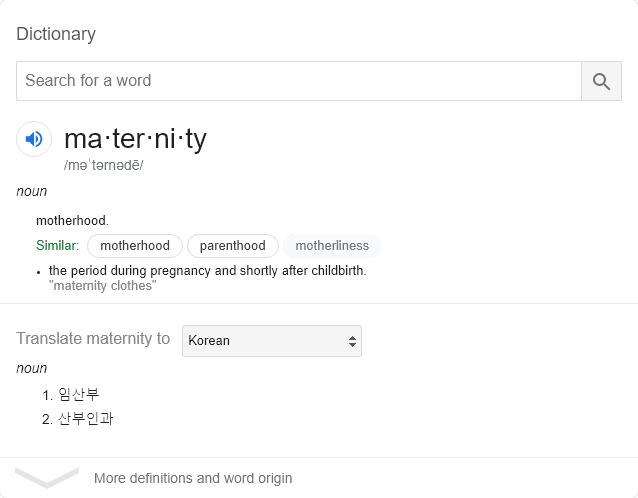 Dictionary
Search for a word
ma·ter·ni·ty
/məˈtərnədē/
noun
motherhood.
Similar: motherhood parenthood motherliness
• the period during pregnancy and shortly after childbirth.
"maternity clothes"
Translate maternity to Korean
noun
1. 임산부
2. 산부인과
More definitions and word origin